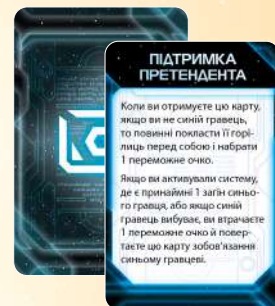 ПІДТРИМКА
ПРЕТЕНДЕНТА
Коли ви отримуєте цю карту,
якщо ви не синій гравець,
то повинні покласти її горі-
лиць перед собою і набрати
1 переможне очко.
Якщо ви активували систему,
де є принаймні 1 загін синьо-
го гравця, або якщо синій
гравець вибуває, ви втрачаєте
1 переможне очко й повер-
таєте цю карту зобов'язання
синьому гравцеві.